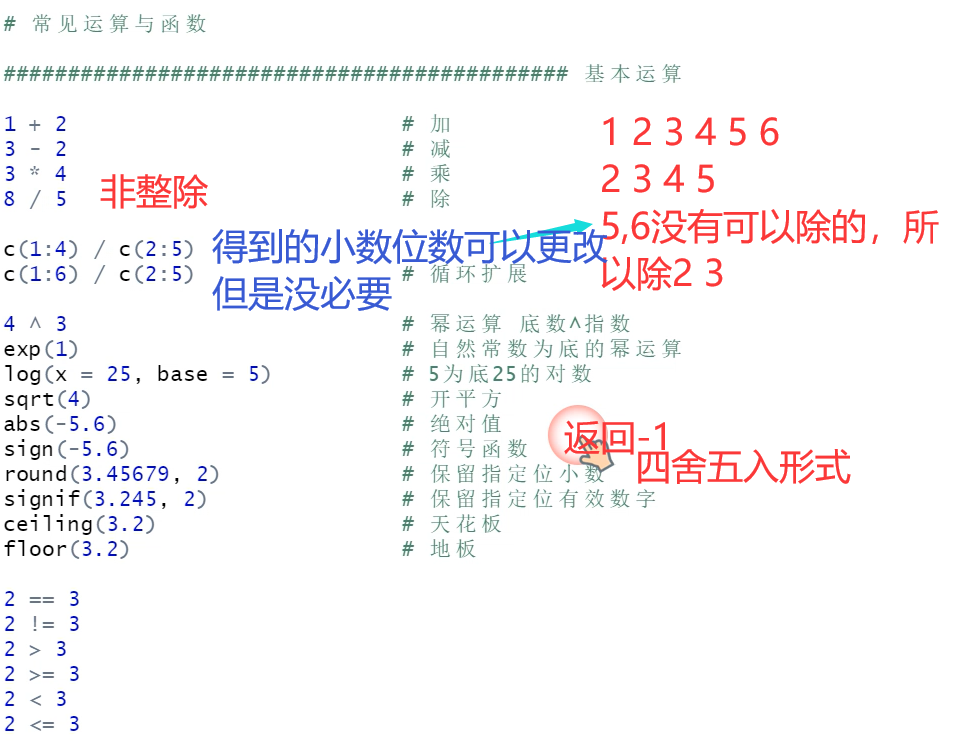 # 常见运算与函数
############################################ 基本运算
1 + 2 # 加
3 - 2 # 减
3 * 4 # 乘
8 / 5 # 除
非整除
1 2 3 4 5 6
2 3 4 5
5,6没有可以除的，所
以除2 3
c(1:4) / c(2:5)
c(1:6) / c(2:5) # 循环扩展
得到的小数位数可以更改
但是没必要
4 ^ 3 # 幂运算 底数^指数
exp(1) # 自然常数为底的幂运算
log(x = 25, base = 5) # 5为底25的对数
sqrt(4) # 开平方
abs(-5.6) # 绝对值
sign(-5.6) # 符号函数
返回-1
round(3.45679, 2) # 保留指定位小数
四舍五入形式
signif(3.245, 2) # 保留指定位有效数字
ceiling(3.2) # 天花板
floor(3.2) # 地板
2 == 3
2 != 3
2 > 3
2 >= 3
2 < 3
2 <= 3